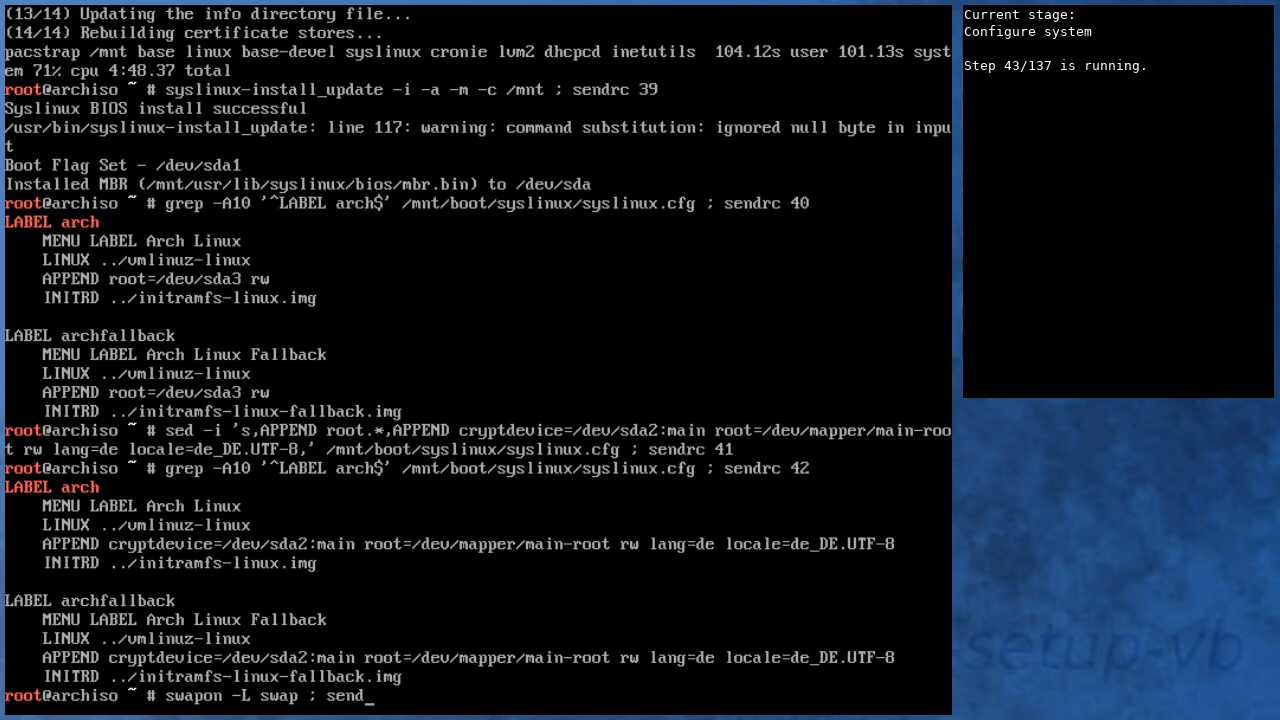 (13/14) Updating the info directory file...
(14/14) Rebuilding certificate stores...
pacstrap /mnt base linux base-devel syslinux cronie lvm2 dhcpcd inetutils  104.12s user 101.13s syst
em 71% cpu 4:48.37 total
root@archiso ~ # syslinux-install_update -i -a -m -c /mnt ; sendrc 39
Syslinux BIOS install successful
/usr/bin/syslinux-install_update: line 117: warning: command substitution: ignored null byte in inpu
t
Boot Flag Set - /dev/sda1
Installed MBR (/mnt/usr/lib/syslinux/bios/mbr.bin) to /dev/sda
root@archiso ~ # grep -A10 '^LABEL arch$' /mnt/boot/syslinux/syslinux.cfg ; sendrc 40
LABEL arch
    MENU LABEL Arch Linux
    LINUX ../vmlinuz-linux
    APPEND root=/dev/sda3 rw
    INITRD ../initramfs-linux.img

LABEL archfallback
    MENU LABEL Arch Linux Fallback
    LINUX ../vmlinuz-linux
    APPEND root=/dev/sda3 rw
    INITRD ../initramfs-linux-fallback.img
root@archiso ~ # sed -i 's,APPEND root.*,APPEND cryptdevice=/dev/sda2:main root=/dev/mapper/main-roo
t rw lang=de locale=de_DE.UTF-8,' /mnt/boot/syslinux/syslinux.cfg ; sendrc 41
root@archiso ~ # grep -A10 '^LABEL arch$' /mnt/boot/syslinux/syslinux.cfg ; sendrc 42
LABEL arch
    MENU LABEL Arch Linux
    LINUX ../vmlinuz-linux
    APPEND cryptdevice=/dev/sda2:main root=/dev/mapper/main-root rw lang=de locale=de_DE.UTF-8
    INITRD ../initramfs-linux.img

LABEL archfallback
    MENU LABEL Arch Linux Fallback
    LINUX ../vmlinuz-linux
    APPEND cryptdevice=/dev/sda2:main root=/dev/mapper/main-root rw lang=de locale=de_DE.UTF-8
    INITRD ../initramfs-linux-fallback.img
root@archiso ~ # swapon -L swap ; send_
Current stage:
Configure system

Step 43/137 is running.
setup-vb